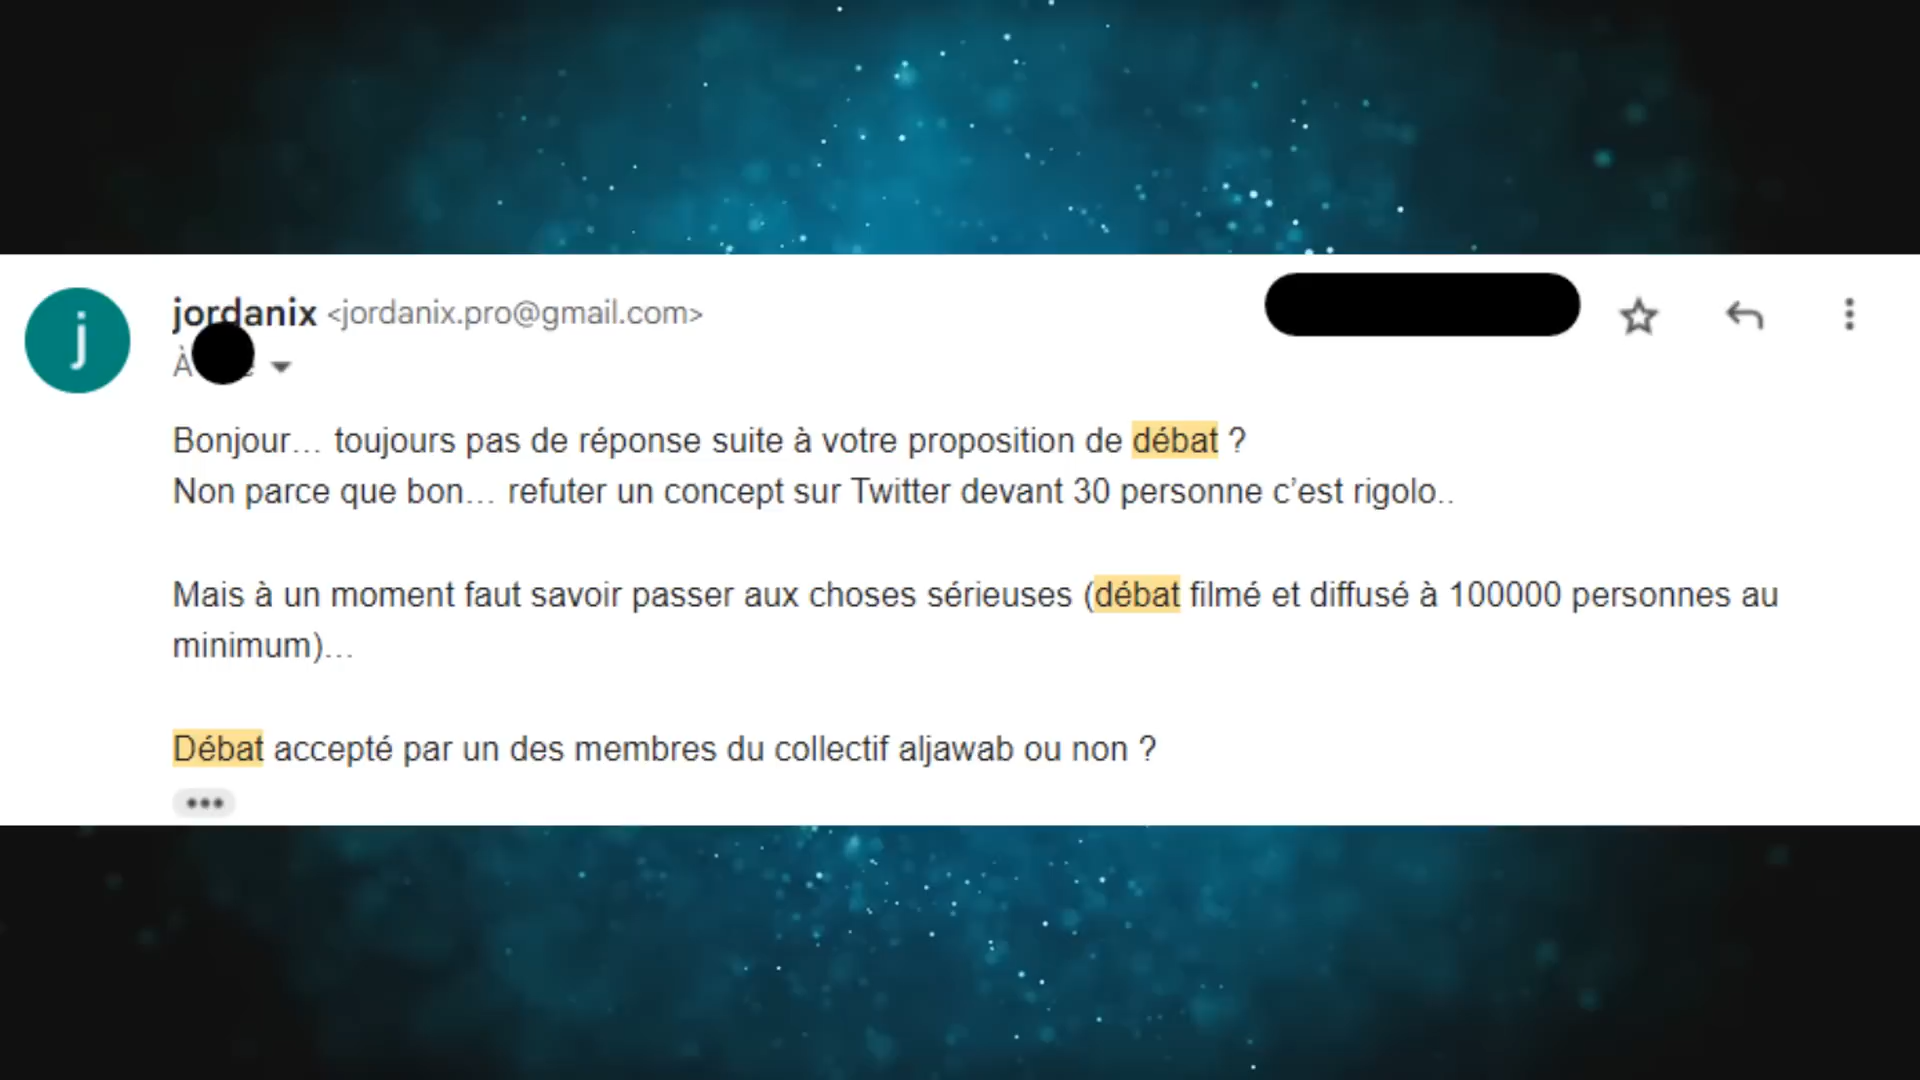 j
jordanix <jordanix.pro@gmail.com>
À
Bonjour… toujours pas de réponse suite à votre proposition de débat ?
Non parce que bon… refuter un concept sur Twitter devant 30 personne c’est rigolo..
Mais à un moment faut savoir passer aux choses sérieuses (débat filmé et diffusé à 100000 personnes au
minimum)…
Débat accepté par un des membres du collectif aljawab ou non ?